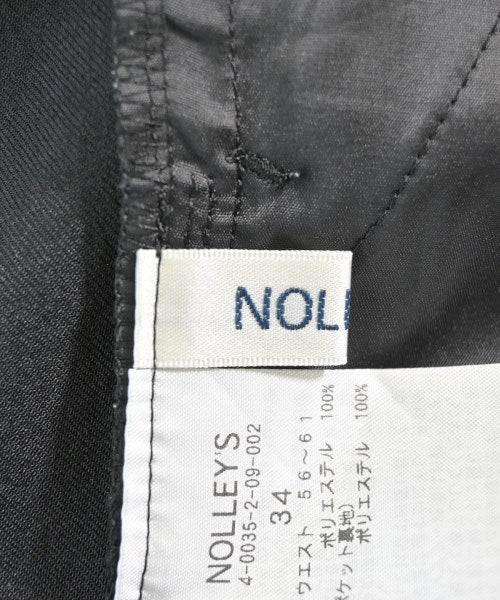 NOLL
NOLLEY'S
4-0035-2-09-002
34
ウエスト 56〜61
ポリエステル 100%
ポケット裏地)
ポリエステル 100%